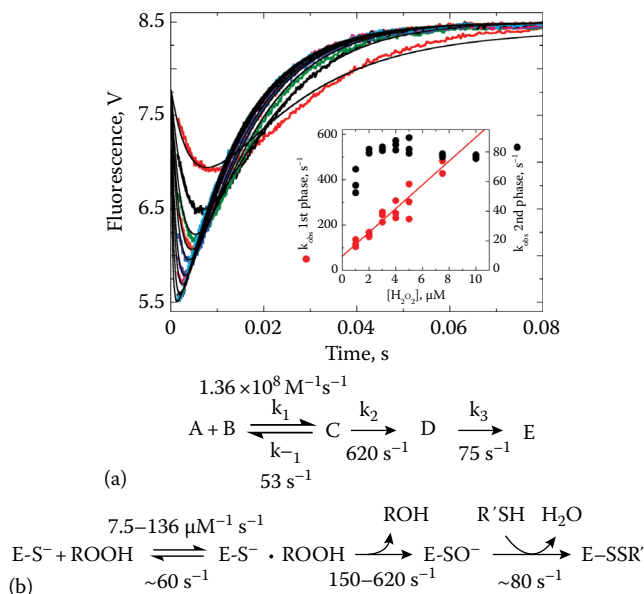 8.5
7.5
6.5
5.5
Fluorescence, V
0
0.02
0.04
0.06
0.08
Time, s
600
400
200
0
k_obs 1st phase, s⁻¹
80
60
40
20
0
k_obs 2nd phase, s⁻¹
0 2 4 6 8 10
[H₂O₂], μM
1.36 ×10⁸ M⁻¹s⁻¹
k₁ k₂ k₃
A + B C D E
k₋₁ 620 s⁻¹ 75 s⁻¹
53 s⁻¹
(a)
7.5–136 μM⁻¹ s⁻¹ ROH R′SH H₂O
E-S⁻ + ROOH E-S⁻ · ROOH E-SO⁻ E–SSR′
~60 s⁻¹ 150–620 s⁻¹ ~80 s⁻¹
(b)